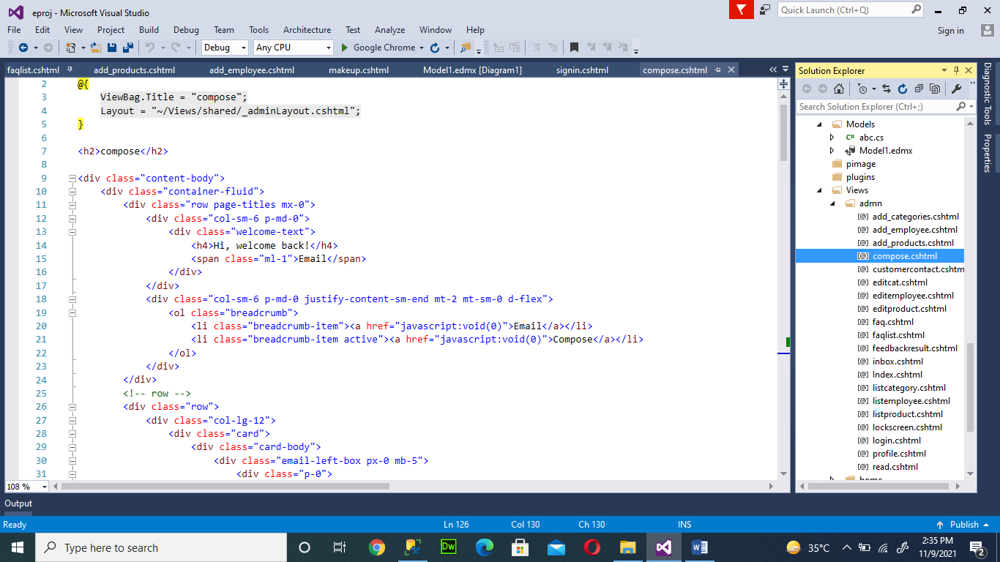 eproj - Microsoft Visual Studio
Quick Launch (Ctrl+Q)
File Edit View Project Build Debug Team Tools Architecture Test Analyze Window Help
Sign in
Debug Any CPU Google Chrome
faqlist.cshtml add_products.cshtml add_employee.cshtml makeup.cshtml Model1.edmx [Diagram1] signin.cshtml compose.cshtml
2 @{
3 ViewBag.Title = "compose";
4 Layout = "~/Views/shared/_adminLayout.cshtml";
5 }
6
7 <h2>compose</h2>
8
9 <div class="content-body">
10 <div class="container-fluid">
11 <div class="row page-titles mx-0">
12 <div class="col-sm-6 p-md-0">
13 <div class="welcome-text">
14 <h4>Hi, welcome back!</h4>
15 <span class="ml-1">Email</span>
16 </div>
17 </div>
18 <div class="col-sm-6 p-md-0 justify-content-sm-end mt-2 mt-sm-0 d-flex">
19 <ol class="breadcrumb">
20 <li class="breadcrumb-item"><a href="javascript:void(0)">Email</a></li>
21 <li class="breadcrumb-item active"><a href="javascript:void(0)">Compose</a></li>
22 </ol>
23 </div>
24 </div>
25 <!-- row -->
26 <div class="row">
27 <div class="col-lg-12">
28 <div class="card">
29 <div class="card-body">
30 <div class="email-left-box px-0 mb-5">
31 <div class="p-0">
108 %
Solution Explorer
Search Solution Explorer (Ctrl+;)
Models
C# abc.cs
Model1.edmx
pimage
plugins
Views
admn
[@] add_categories.cshtml
[@] add_employee.cshtml
[@] add_products.cshtml
[@] compose.cshtml
[@] customercontact.cshtm
[@] editcat.cshtml
[@] editemployee.cshtml
[@] editproduct.cshtml
[@] faq.cshtml
[@] faqlist.cshtml
[@] feedbackresult.cshtml
[@] inbox.cshtml
[@] Index.cshtml
[@] listcategory.cshtml
[@] listemployee.cshtml
[@] listproduct.cshtml
[@] lockscreen.cshtml
[@] login.cshtml
[@] profile.cshtml
[@] read.cshtml
home
Diagnostic Tools
Properties
Output
Ready Ln 126 Col 130 Ch 130 INS Publish
Type here to search
Dw
35°C
2:35 PM
11/9/2021
2